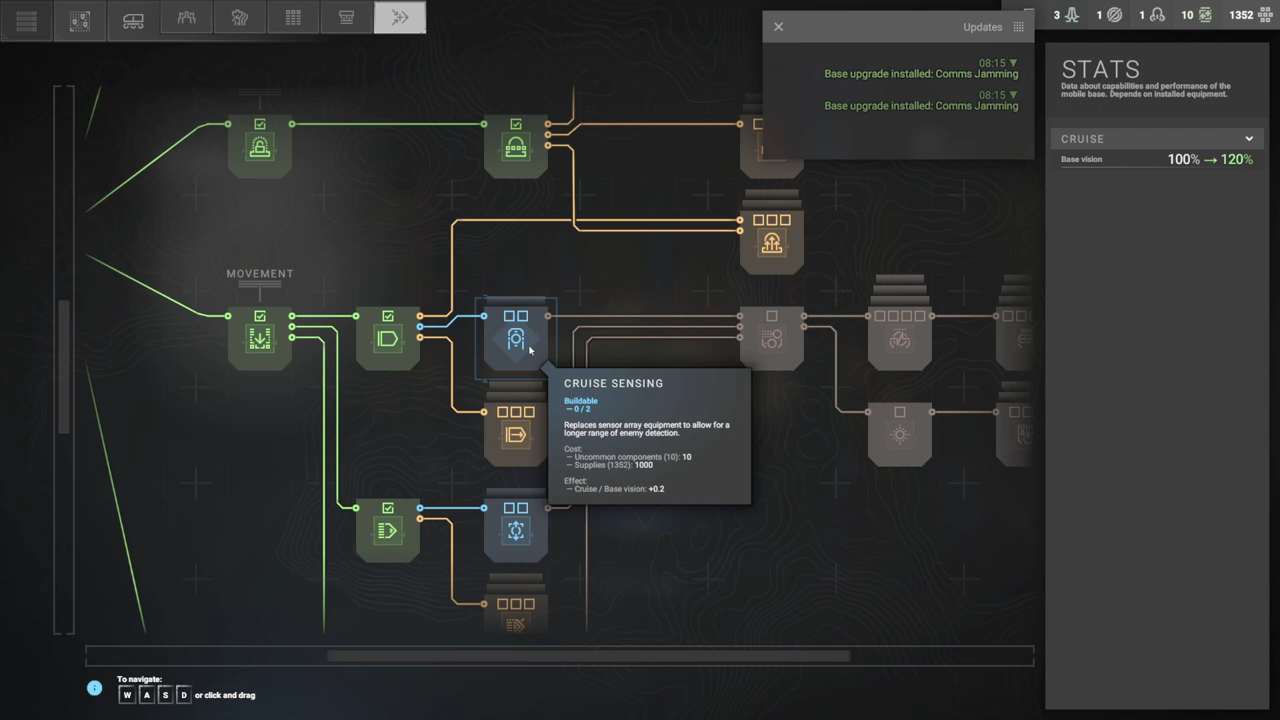 3
1
1
10
1352
Updates
08:15
Base upgrade installed: Comms Jamming
08:15
Base upgrade installed: Comms Jamming
STATS
Data about capabilities and performance of the
mobile base. Depends on installed equipment.
CRUISE
Base vision 100% → 120%
MOVEMENT
CRUISE SENSING
Buildable
– 0 / 2
Replaces sensor array equipment to allow for a
longer range of enemy detection.
Cost:
– Uncommon components (10): 10
– Supplies (1352): 1000
Effect:
– Cruise / Base vision: +0.2
To navigate:
W A S D or click and drag